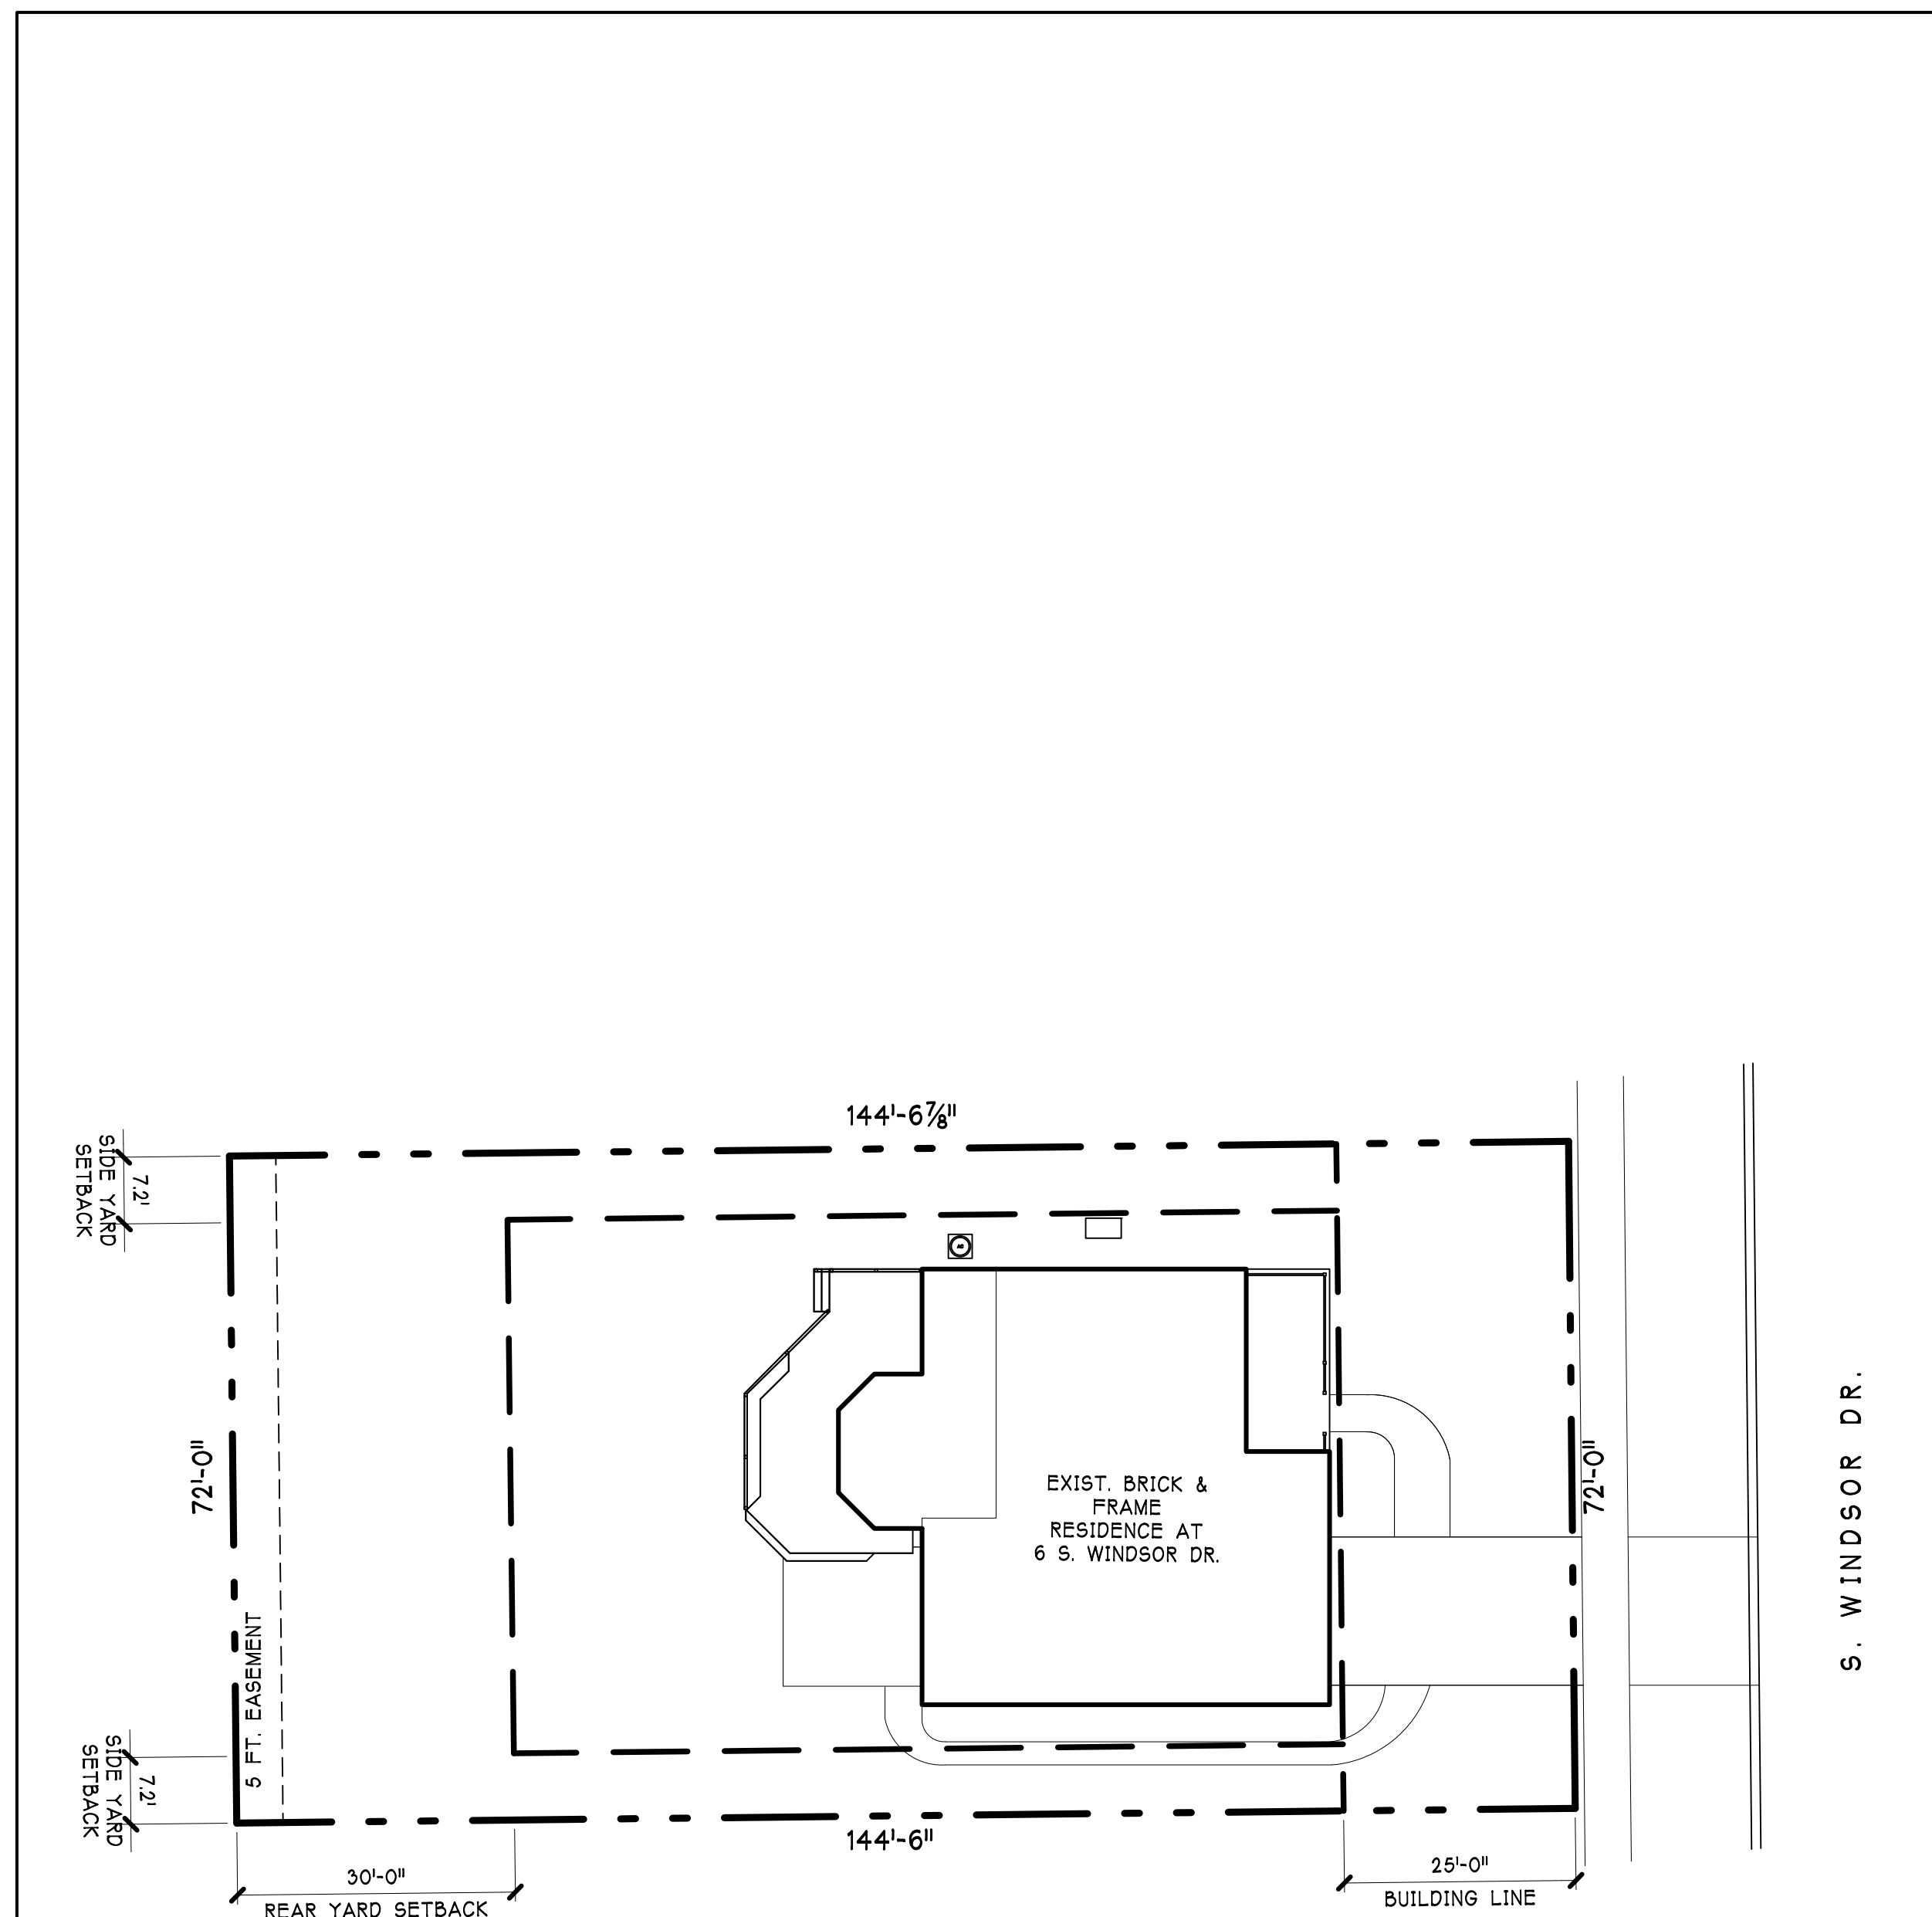 144'-6⅞"
SIDE YARD
SETBACK
7.2'
AC
72'-0"
5 FT. EASEMENT
EXIST. BRICK &
FRAME
RESIDENCE AT
6 S. WINDSOR DR.
72'-0"
S. WINDSOR DR.
SIDE YARD
SETBACK
7.2'
144'-6"
30'-0"
REAR YARD SETBACK
25'-0"
BUILDING LINE